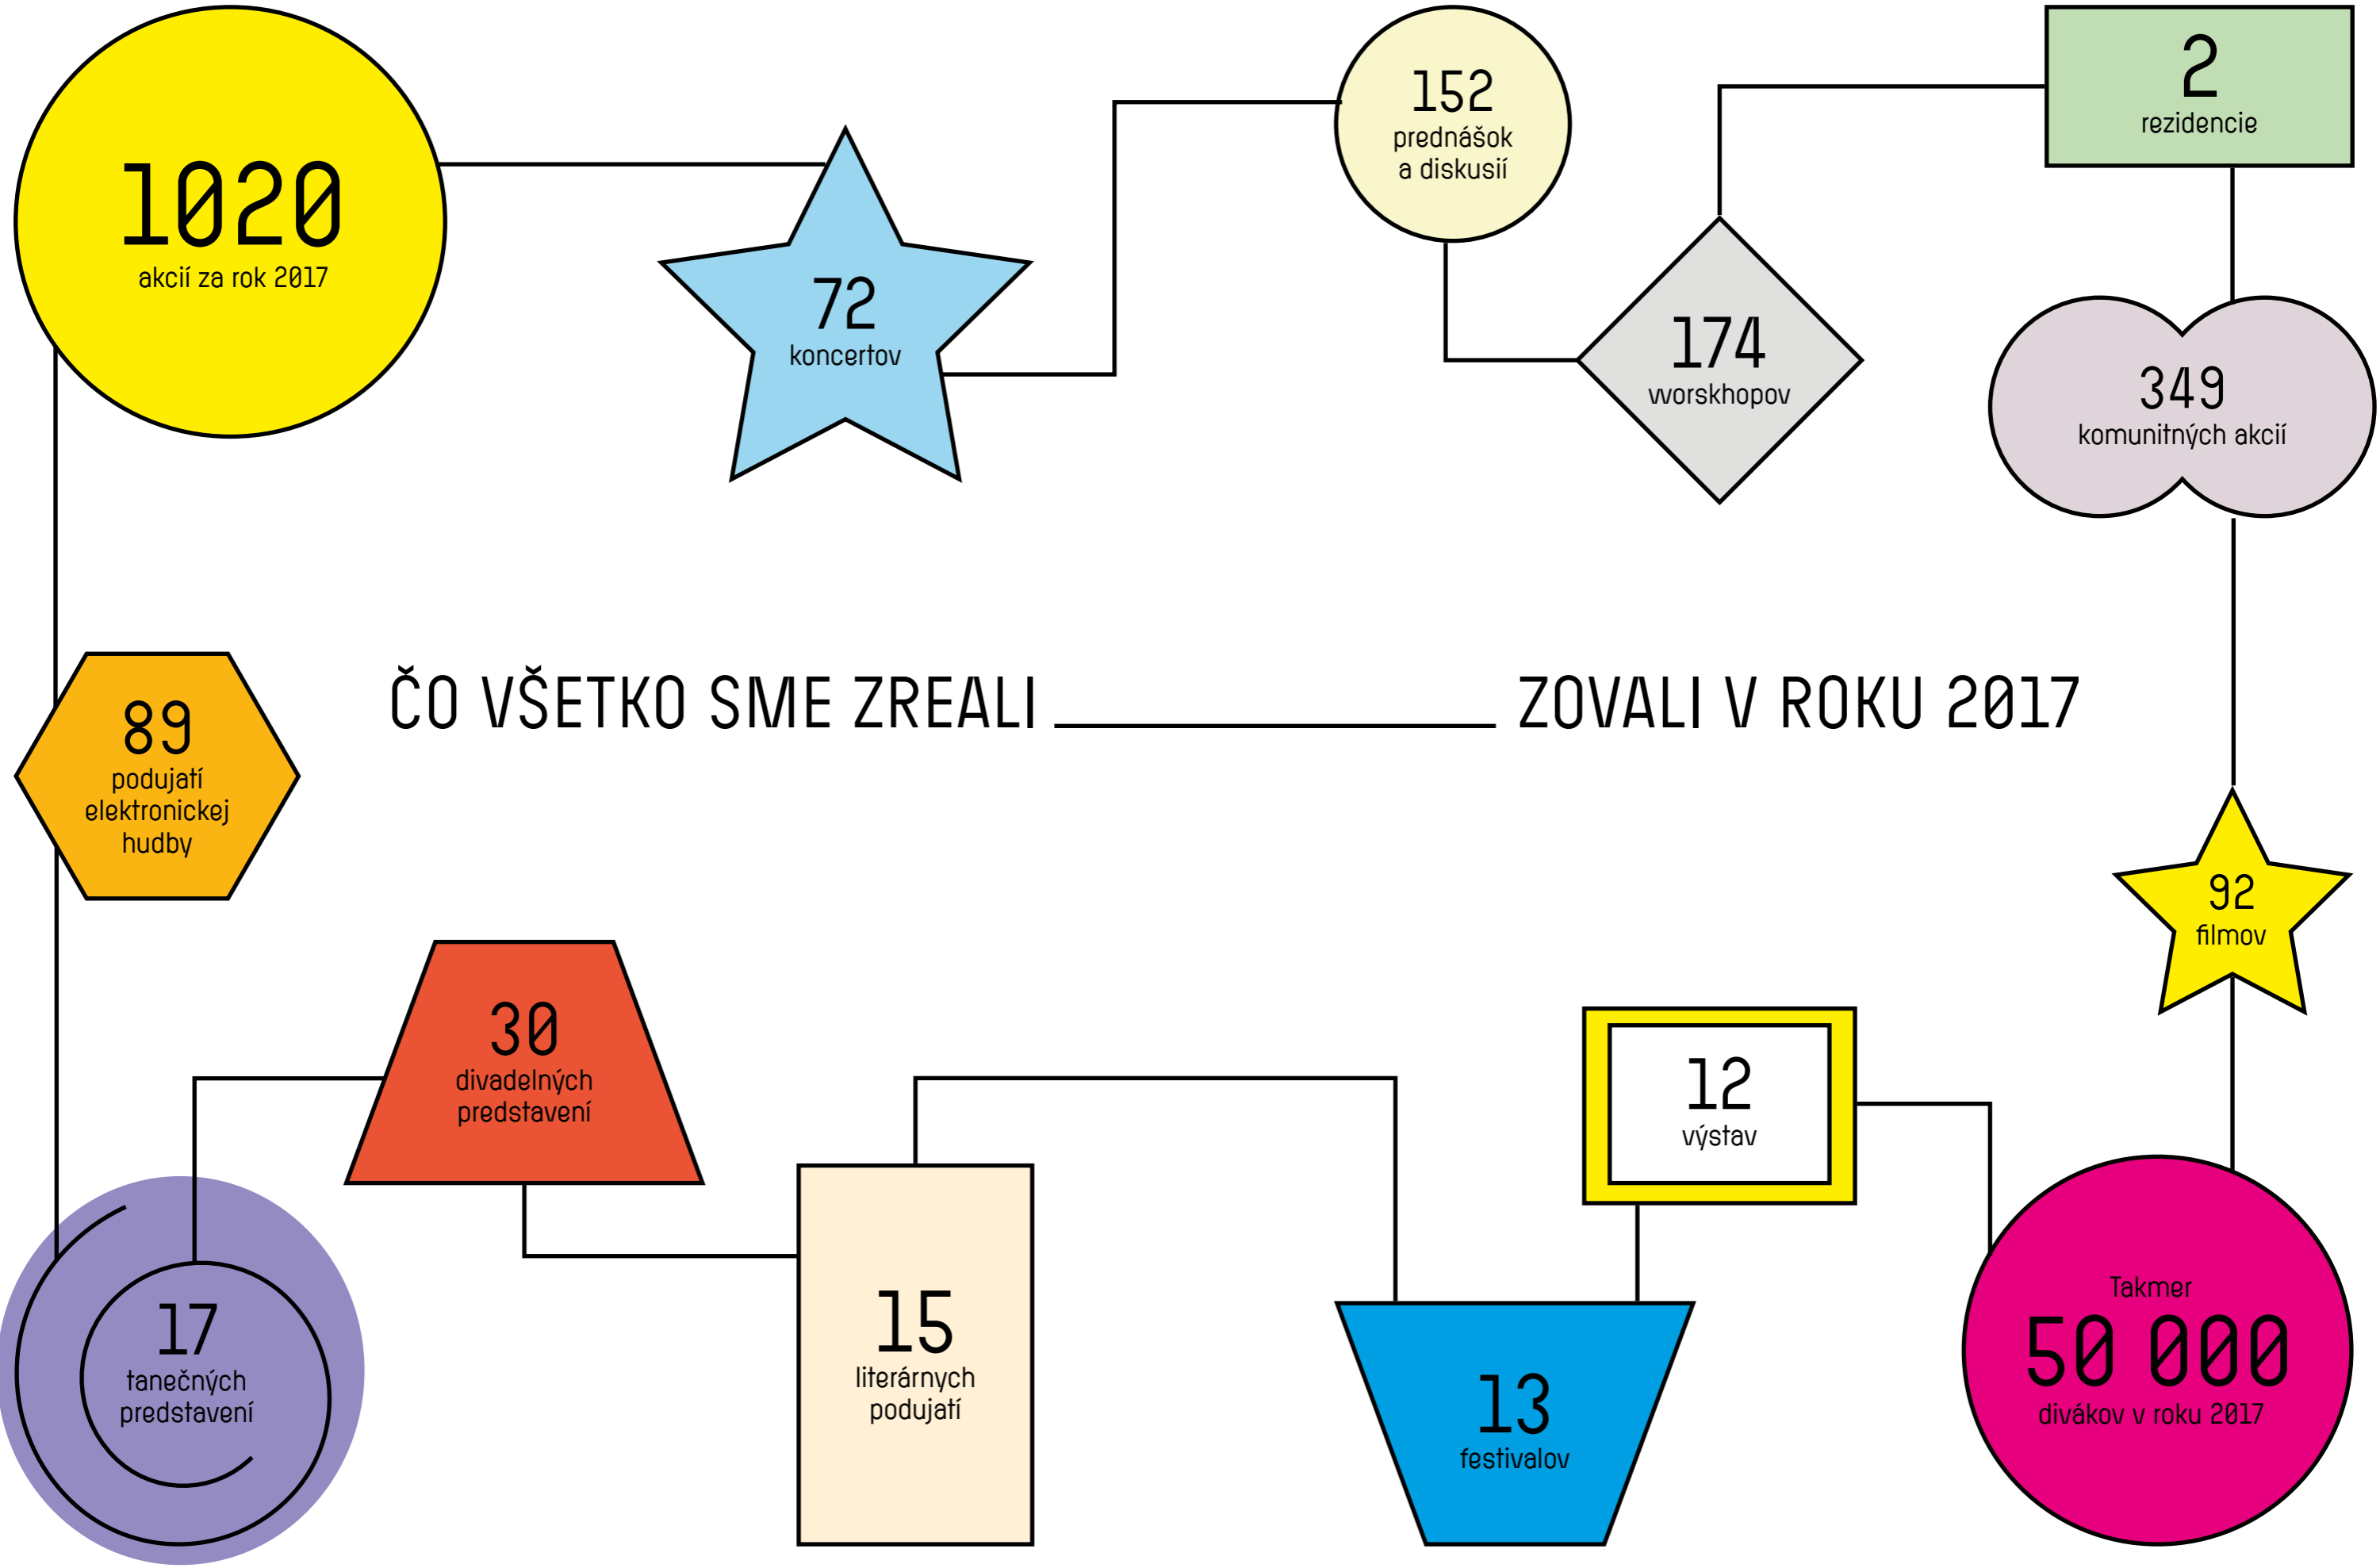 1020
akcií za rok 2017
72
koncertov
152
prednášok
a diskusií
174
worskhopov
2
rezidencie
349
komunitných akcií
ČO VŠETKO SME ZREALI ZOVALI V ROKU 2017
89
podujatí
elektronickej
hudby
92
filmov
30
divadelných
predstavení
12
výstav
17
tanečných
predstavení
15
literárnych
podujatí
13
festivalov
Takmer
50 000
divákov v roku 2017